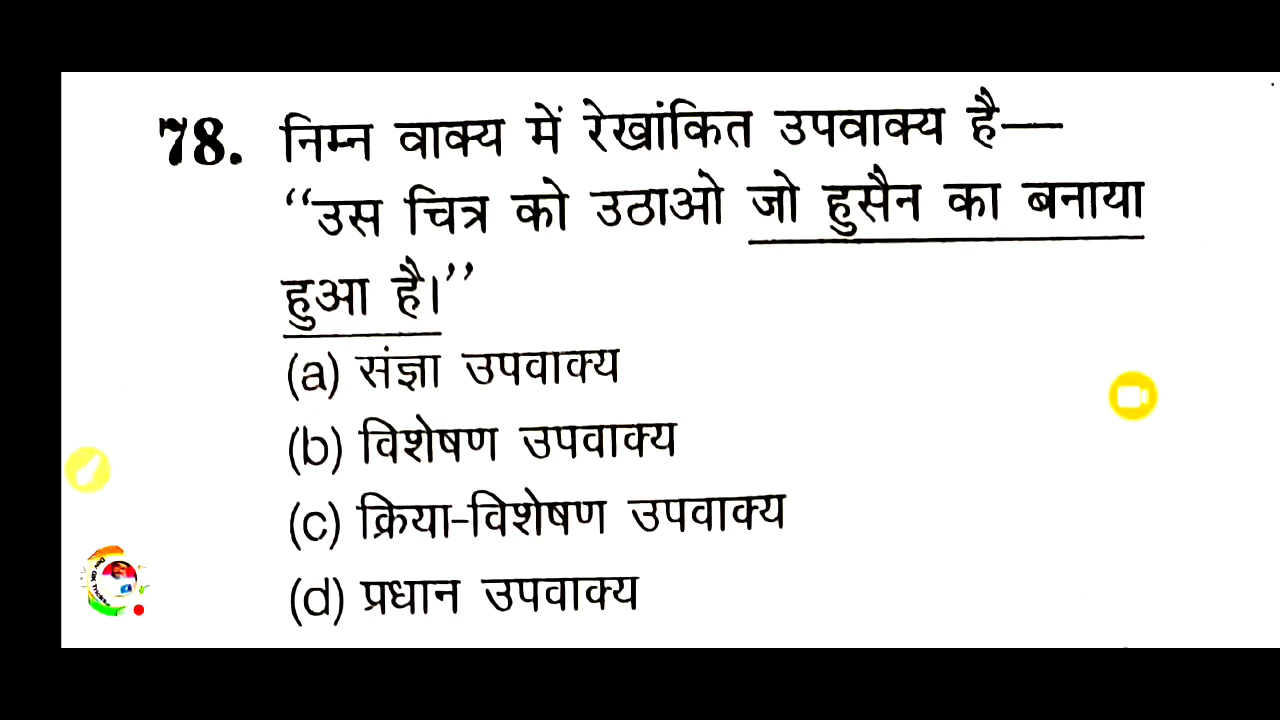 78. निम्न वाक्य में रेखांकित उपवाक्य है—
‘‘उस चित्र को उठाओ जो हुसैन का बनाया
हुआ है।’’
(a) संज्ञा उपवाक्य
(b) विशेषण उपवाक्य
(c) क्रिया-विशेषण उपवाक्य
(d) प्रधान उपवाक्य